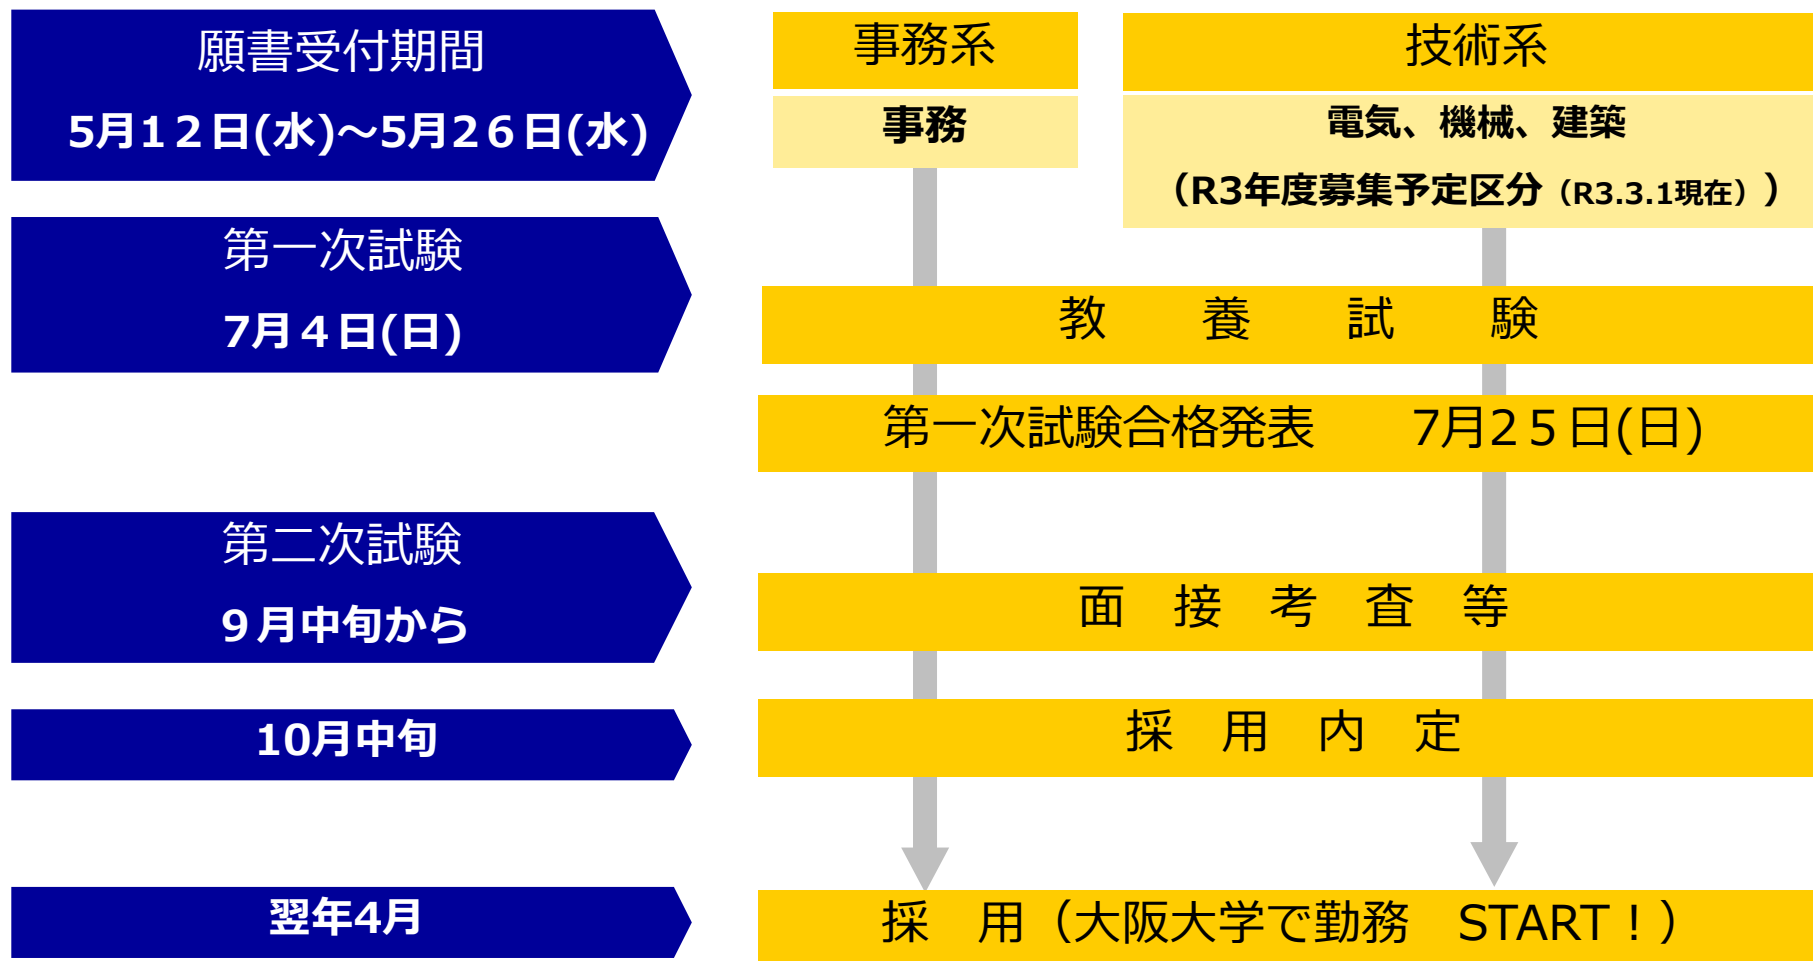 願書受付期間
5月1２日(水)～5月2６日(水)
事務系
事務
技術系
電気、機械、建築
（R3年度募集予定区分（R3.3.1現在））
第一次試験
7月４日(日)
教　養　試　験
第一次試験合格発表　7月2５日(日)
第二次試験
９月中旬から
面　接　考　査　等
10月中旬
採　用　内　定
翌年4月
採　用（大阪大学で勤務　START！）